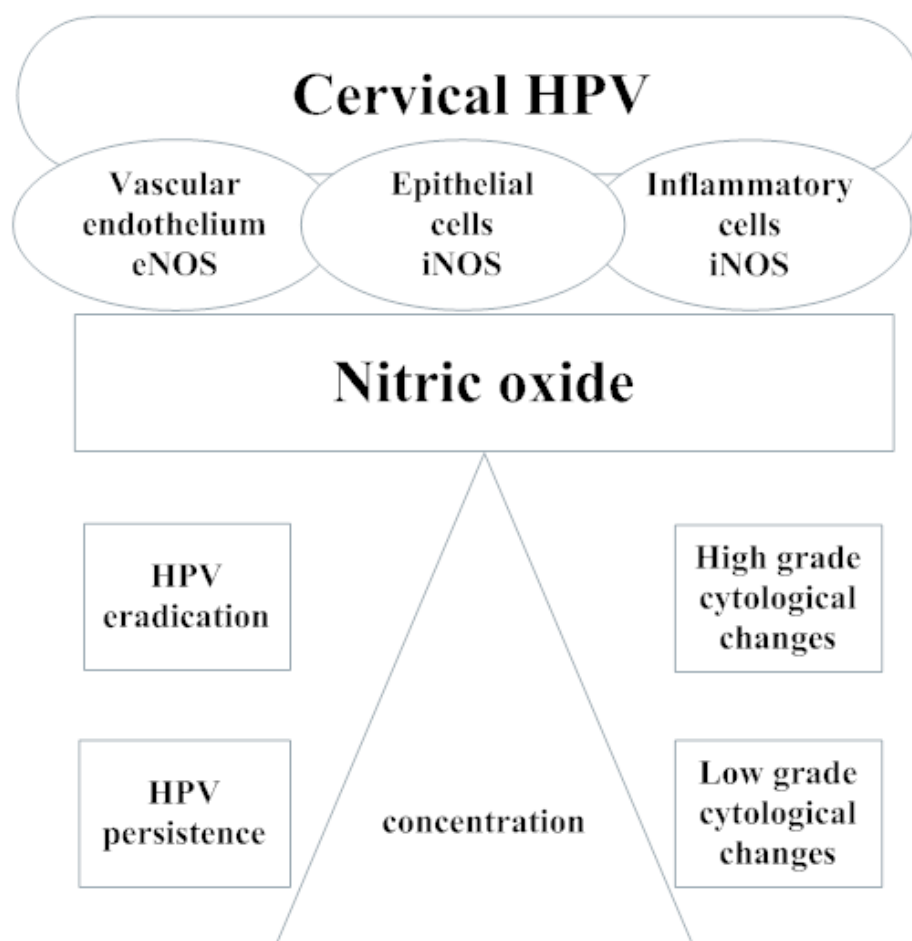 Cervical HPV
Vascular
endothelium
eNOS
Epithelial
cells
iNOS
Inflammatory
cells
iNOS
Nitric oxide
HPV
eradication
High grade
cytological
changes
HPV
persistence
concentration
Low grade
cytological
changes